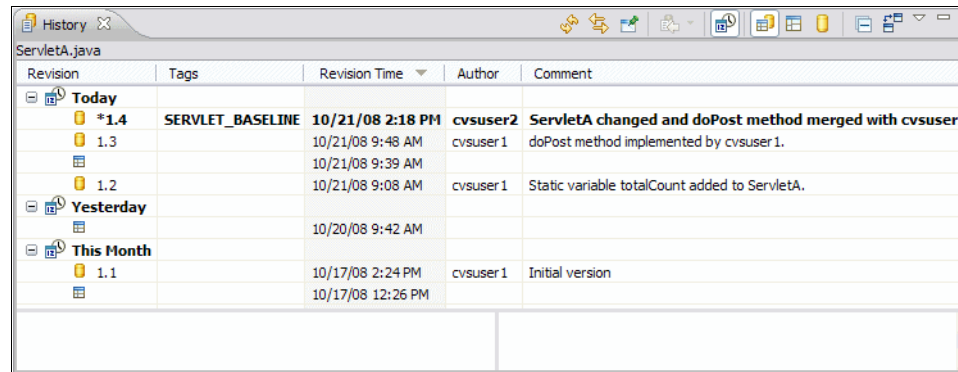 History
ServletA.java
Revision Tags Revision Time Author Comment
Today
*1.4 SERVLET_BASELINE 10/21/08 2:18 PM cvsuser2 ServletA changed and doPost method merged with cvsuser
1.3 10/21/08 9:48 AM cvsuser1 doPost method implemented by cvsuser1.
10/21/08 9:39 AM
1.2 10/21/08 9:08 AM cvsuser1 Static variable totalCount added to ServletA.
Yesterday
10/20/08 9:42 AM
This Month
1.1 10/17/08 2:24 PM cvsuser1 Initial version
10/17/08 12:26 PM